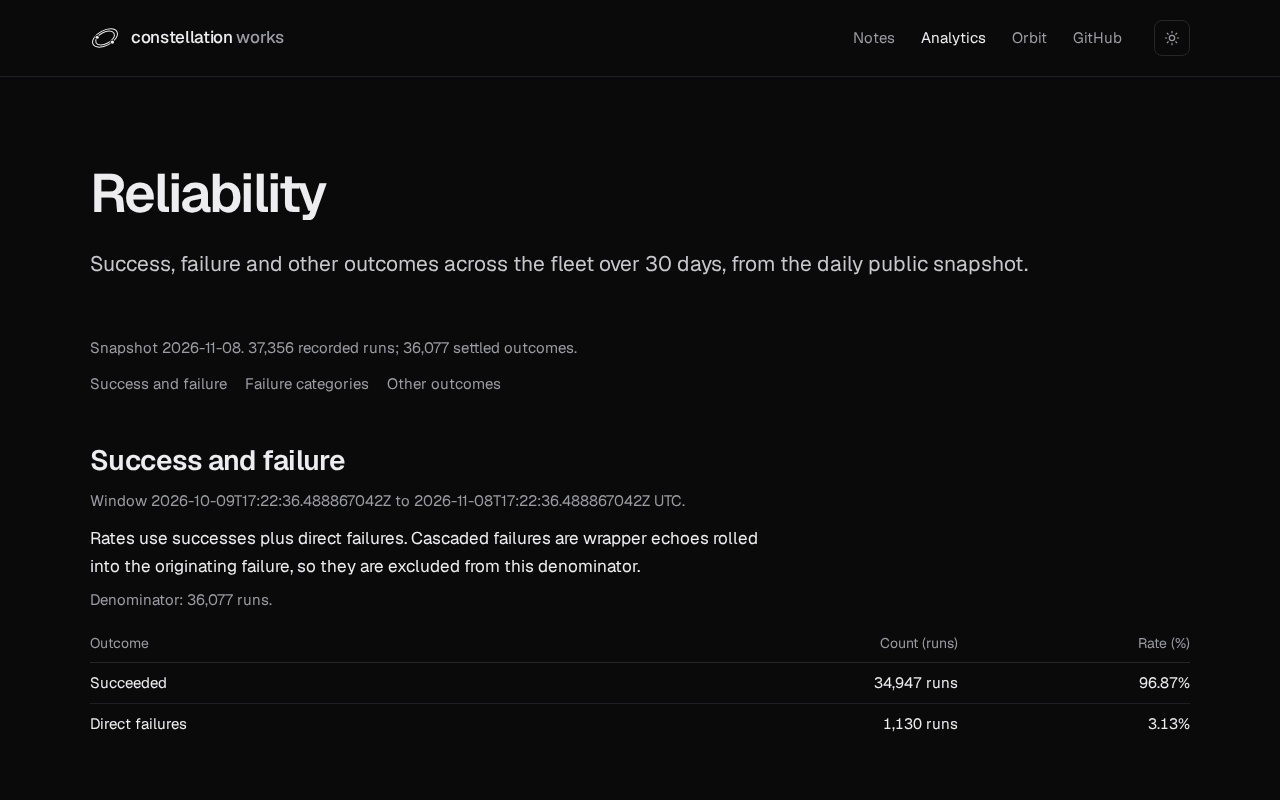 constellation works
Notes Analytics Orbit GitHub
Reliability
Success, failure and other outcomes across the fleet over 30 days, from the daily public snapshot.
Snapshot 2026-11-08. 37,356 recorded runs; 36,077 settled outcomes.
Success and failure Failure categories Other outcomes
Success and failure
Window 2026-10-09T17:22:36.488867042Z to 2026-11-08T17:22:36.488867042Z UTC.
Rates use successes plus direct failures. Cascaded failures are wrapper echoes rolled
into the originating failure, so they are excluded from this denominator.
Denominator: 36,077 runs.
Outcome Count (runs) Rate (%)
Succeeded 34,947 runs 96.87%
Direct failures 1,130 runs 3.13%